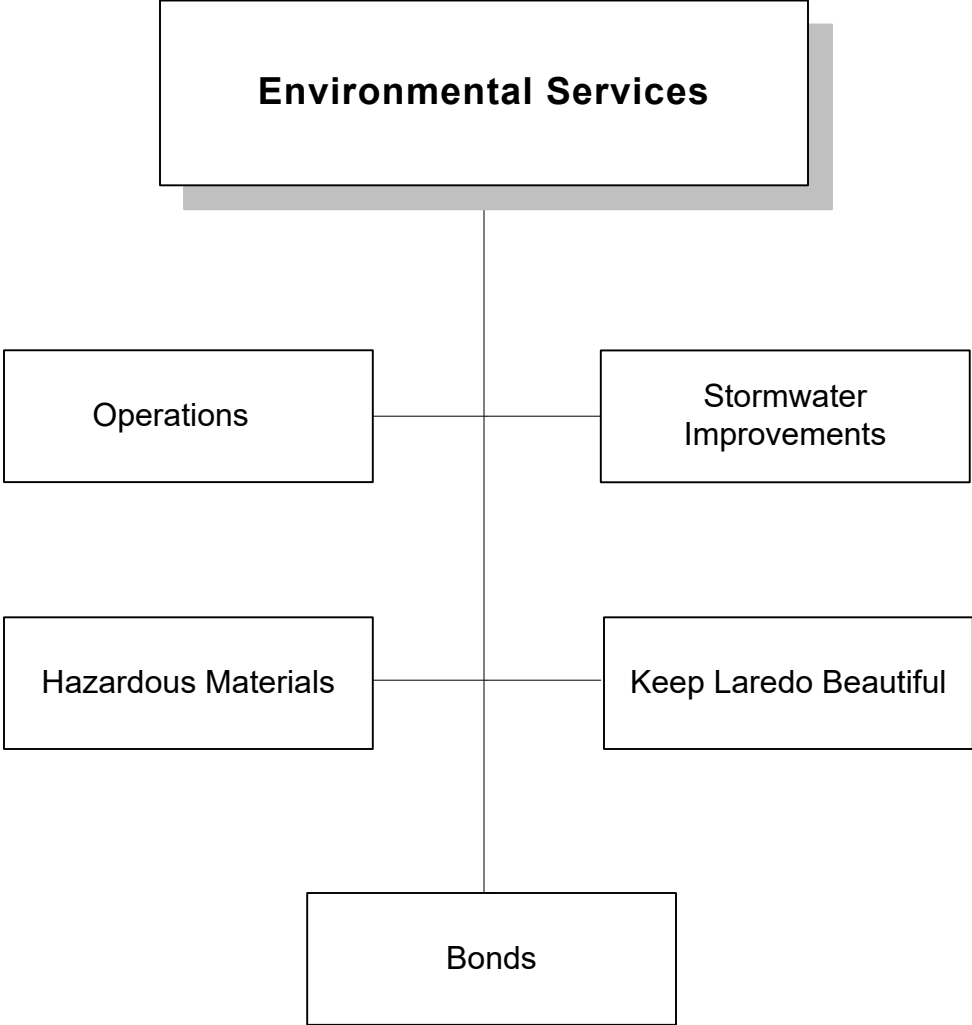 Environmental Services
Operations
Stormwater
Improvements
Hazardous Materials
Keep Laredo Beautiful
Bonds